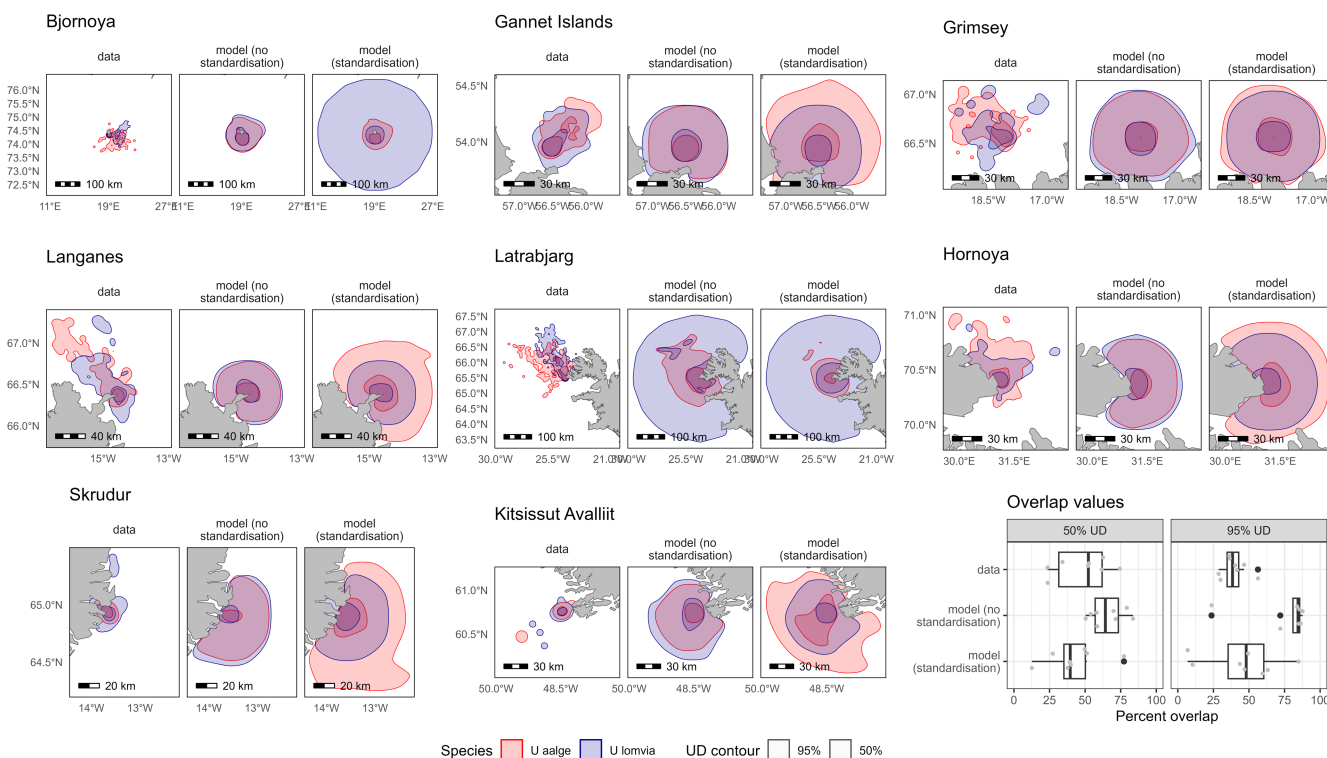 Bjornoya
data
model (no
standardisation)
model
(standardisation)
76.0°N
75.5°N
75.0°N
74.5°N
74.0°N
73.5°N
73.0°N
72.5°N
100 km
100 km
100 km
11°E 19°E 27°E 11°E 19°E 27°E 11°E 19°E 27°E
Gannet Islands
data
model (no
standardisation)
model
(standardisation)
54.5°N
54.0°N
30 km
30 km
30 km
57.0°W 56.5°W 56.0°W 57.0°W 56.5°W 56.0°W 57.0°W 56.5°W 56.0°W
Grimsey
data
model (no
standardisation)
model
(standardisation)
67.0°N
66.5°N
30 km
30 km
30 km
18.5°W 17.0°W 18.5°W 17.0°W 18.5°W 17.0°W
Langanes
data
model (no
standardisation)
model
(standardisation)
67.0°N
66.5°N
66.0°N
40 km
40 km
40 km
15°W 13°W 15°W 13°W 15°W 13°W
Latrabjarg
data
model (no
standardisation)
model
(standardisation)
67.5°N
67.0°N
66.5°N
66.0°N
65.5°N
65.0°N
64.5°N
64.0°N
63.5°N
100 km
100 km
100 km
30.0°W 25.5°W 21.0°W 30.0°W 25.5°W 21.0°W 30.0°W 25.5°W 21.0°W
Hornoya
data
model (no
standardisation)
model
(standardisation)
71.0°N
70.5°N
70.0°N
30 km
30 km
30 km
30.0°E 31.5°E 30.0°E 31.5°E 30.0°E 31.5°E
Skrudur
data
model (no
standardisation)
model
(standardisation)
65.0°N
64.5°N
20 km
20 km
20 km
14°W 13°W 14°W 13°W 14°W 13°W
Kitsissut Avalliit
data
model (no
standardisation)
model
(standardisation)
61.0°N
60.5°N
30 km
30 km
30 km
50.0°W 48.5°W 50.0°W 48.5°W 50.0°W 48.5°W
Overlap values
50% UD
95% UD
data
model (no
standardisation)
model
(standardisation)
0 25 50 75 100 0 25 50 75 100
Percent overlap
Species U aalge U lomvia UD contour 95% 50%